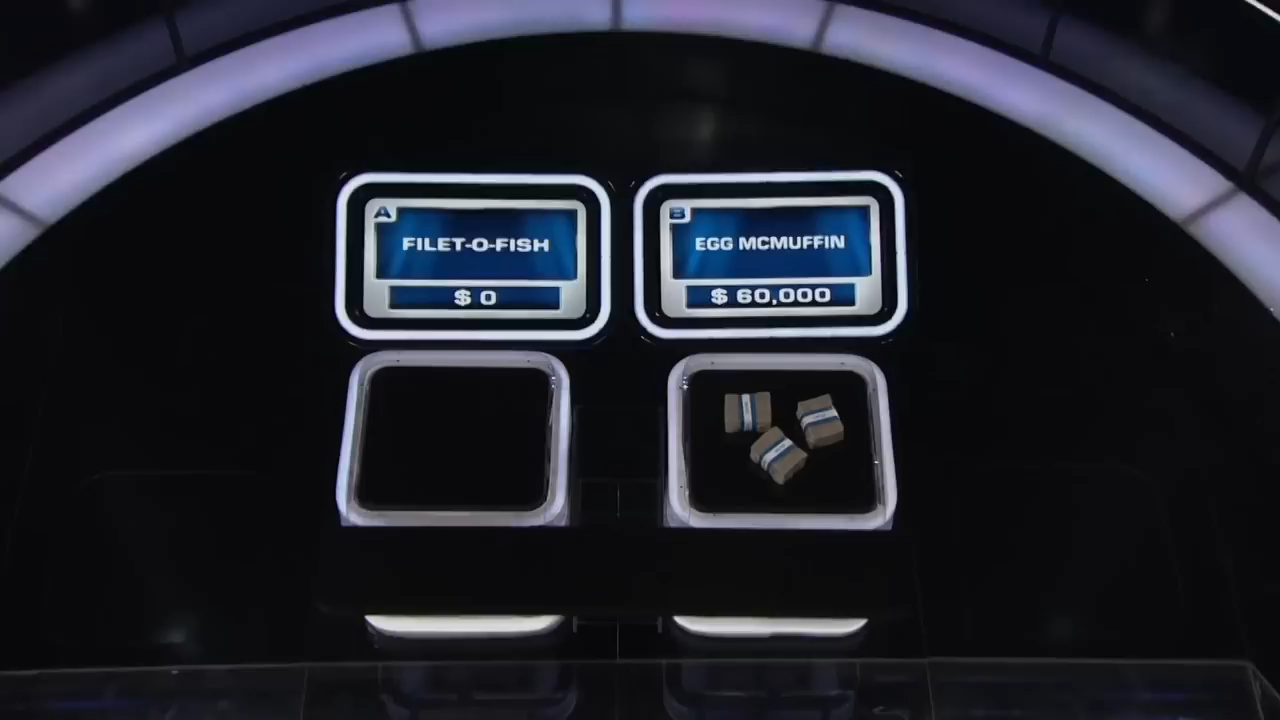 A
FILET-O-FISH
$ 0
B
EGG MCMUFFIN
$ 60,000